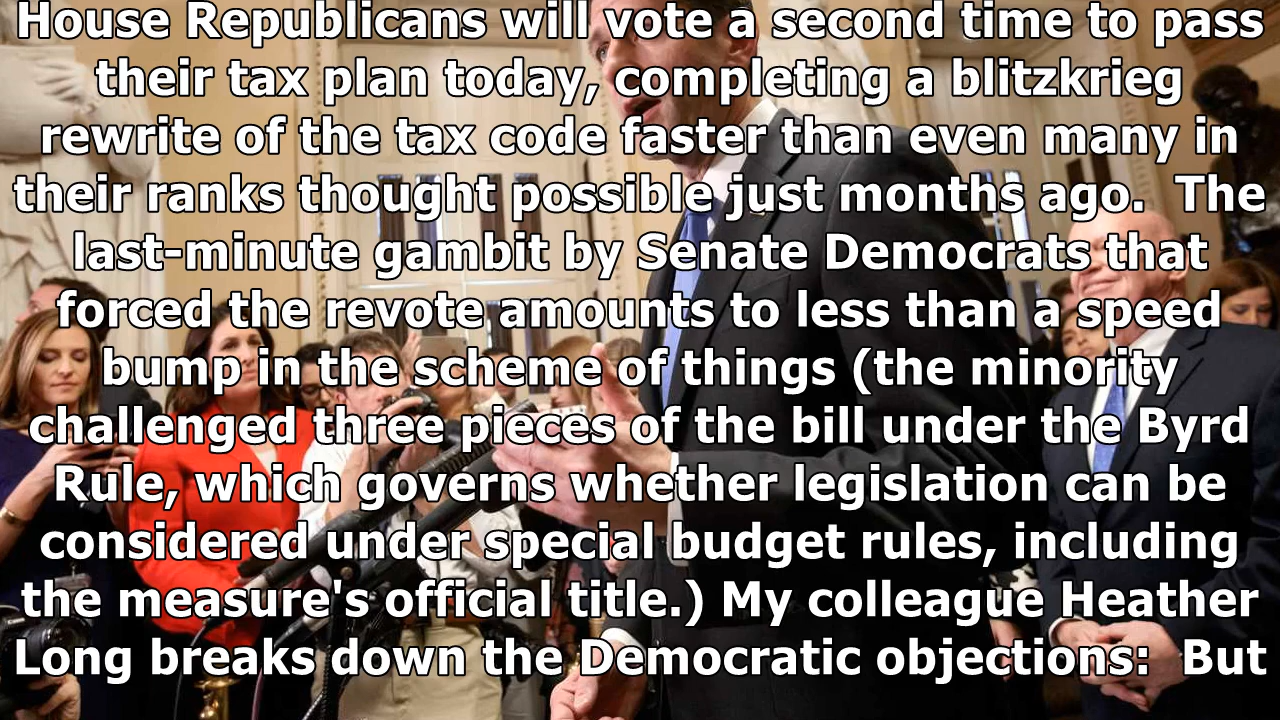 House Republicans will vote a second time to pass
their tax plan today, completing a blitzkrieg
rewrite of the tax code faster than even many in
their ranks thought possible just months ago.  The
last-minute gambit by Senate Democrats that
forced the revote amounts to less than a speed
bump in the scheme of things (the minority
challenged three pieces of the bill under the Byrd
Rule, which governs whether legislation can be
considered under special budget rules, including
the measure's official title.) My colleague Heather
Long breaks down the Democratic objections:  But